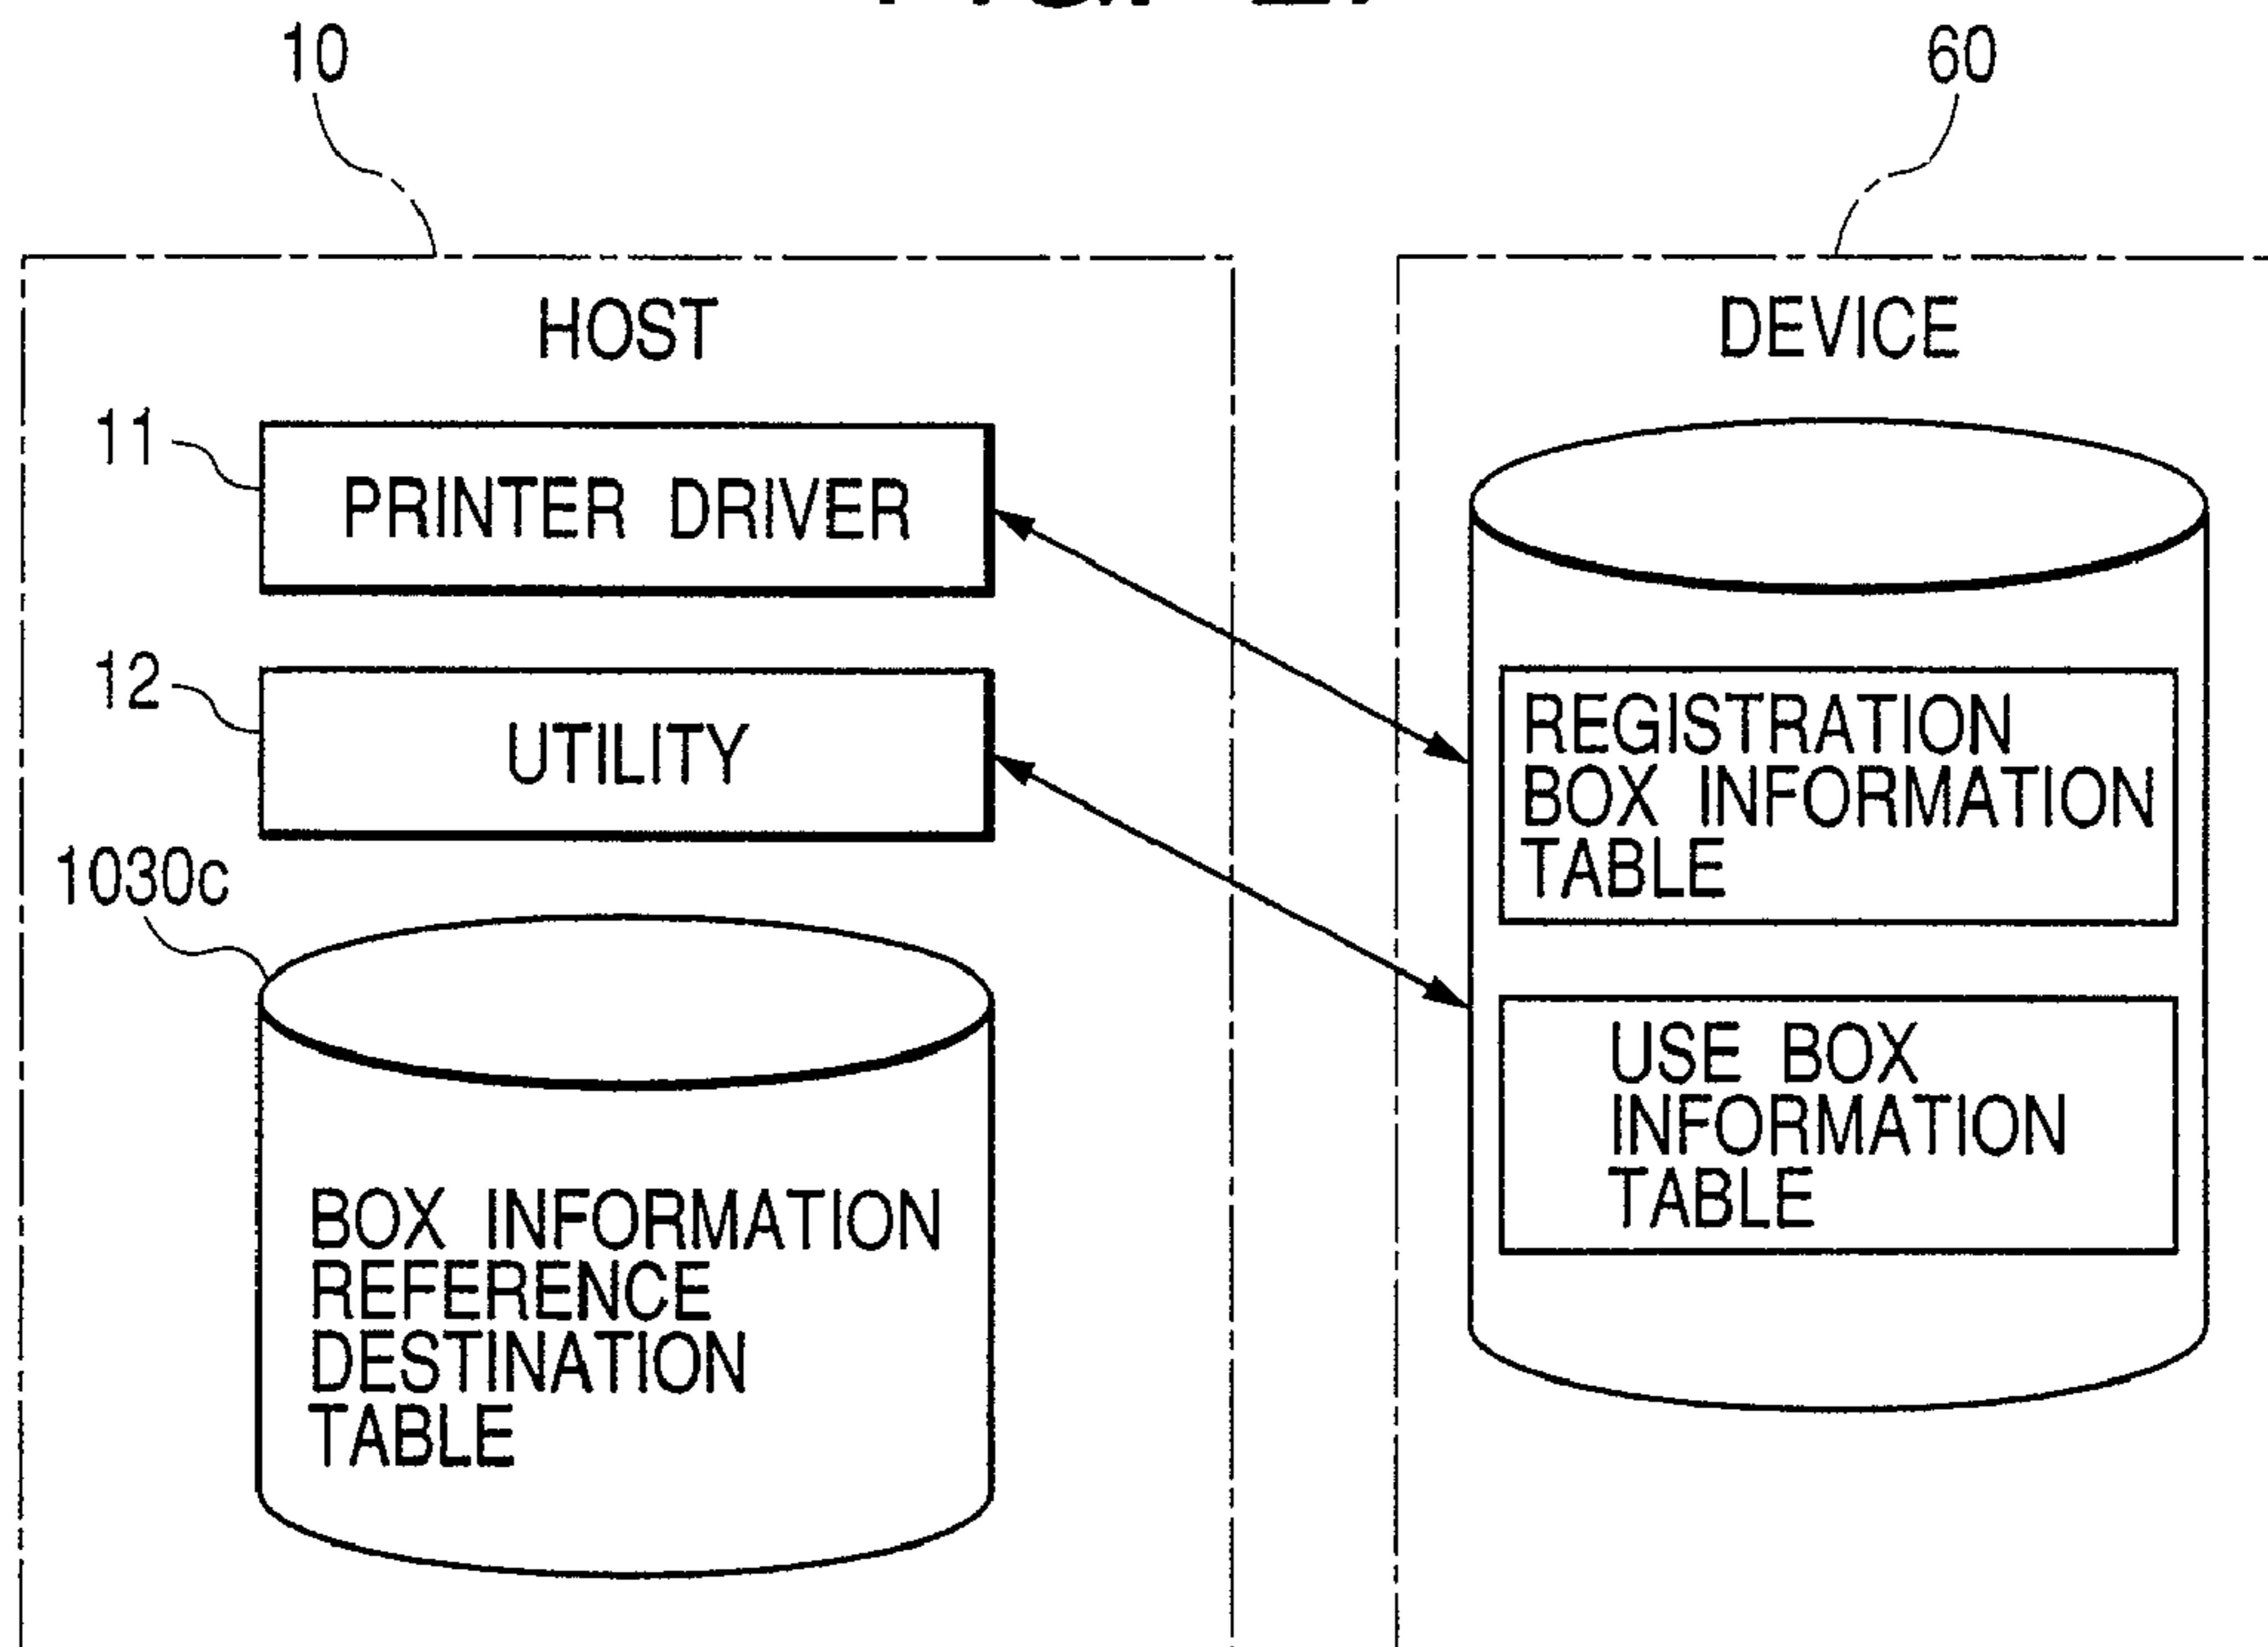 10
60
HOST
DEVICE
11
PRINTER DRIVER
12
UTILITY
REGISTRATION
BOX INFORMATION
TABLE
1030c
USE BOX
INFORMATION
TABLE
BOX INFORMATION
REFERENCE
DESTINATION
TABLE